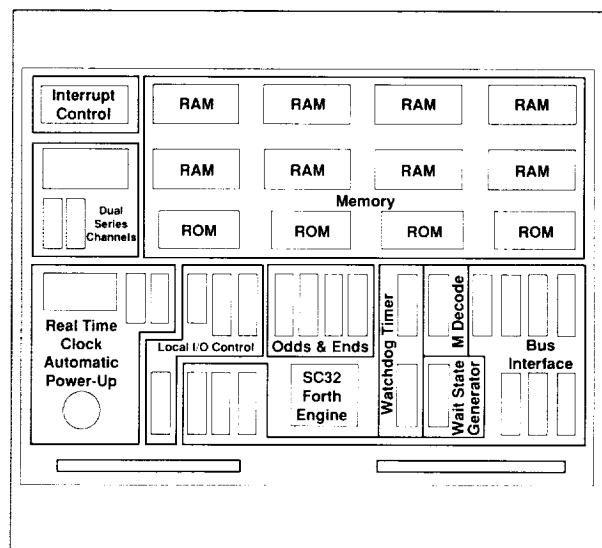 Interrupt
Control
RAM RAM RAM RAM
RAM RAM RAM RAM
Memory
ROM ROM ROM ROM
Dual
Series
Channels
Real Time
Clock
Automatic
Power-Up
Local I/O Control
Odds & Ends
SC32
Forth
Engine
Watchdog Timer
M Decode
Wait State
Generator
Bus
Interface